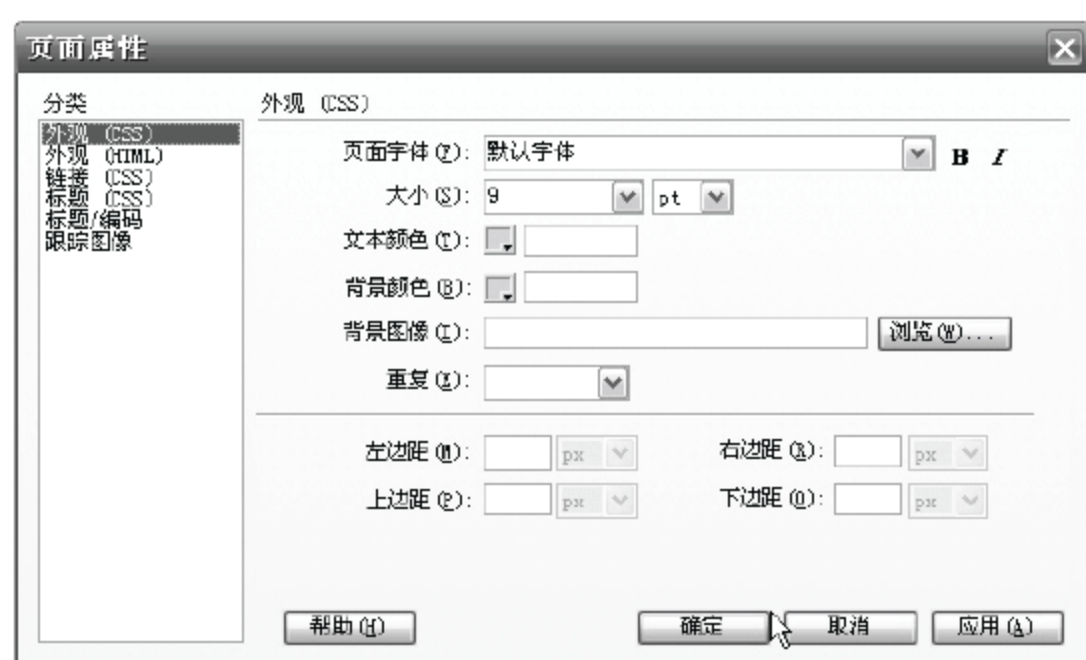 页面属性
分类
外观 (CSS)
外观 (HTML)
链接 (CSS)
标题 (CSS)
标题/编码
跟踪图像
外观 (CSS)
页面字体(F): 默认字体 B I
大小(S): 9 pt
文本颜色(T):
背景颜色(B):
背景图像(I): 浏览(W)...
重复(X):
左边距(M): px 右边距(R): px
上边距(P): px 下边距(O): px
帮助(H) 确定 取消 应用(A)